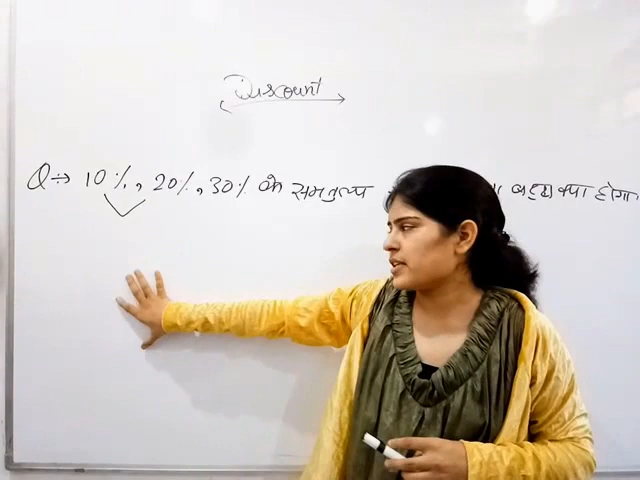 Discount
Q÷→ 10%, 20%, 30% के समतुल्य बट्टा क्या होगा